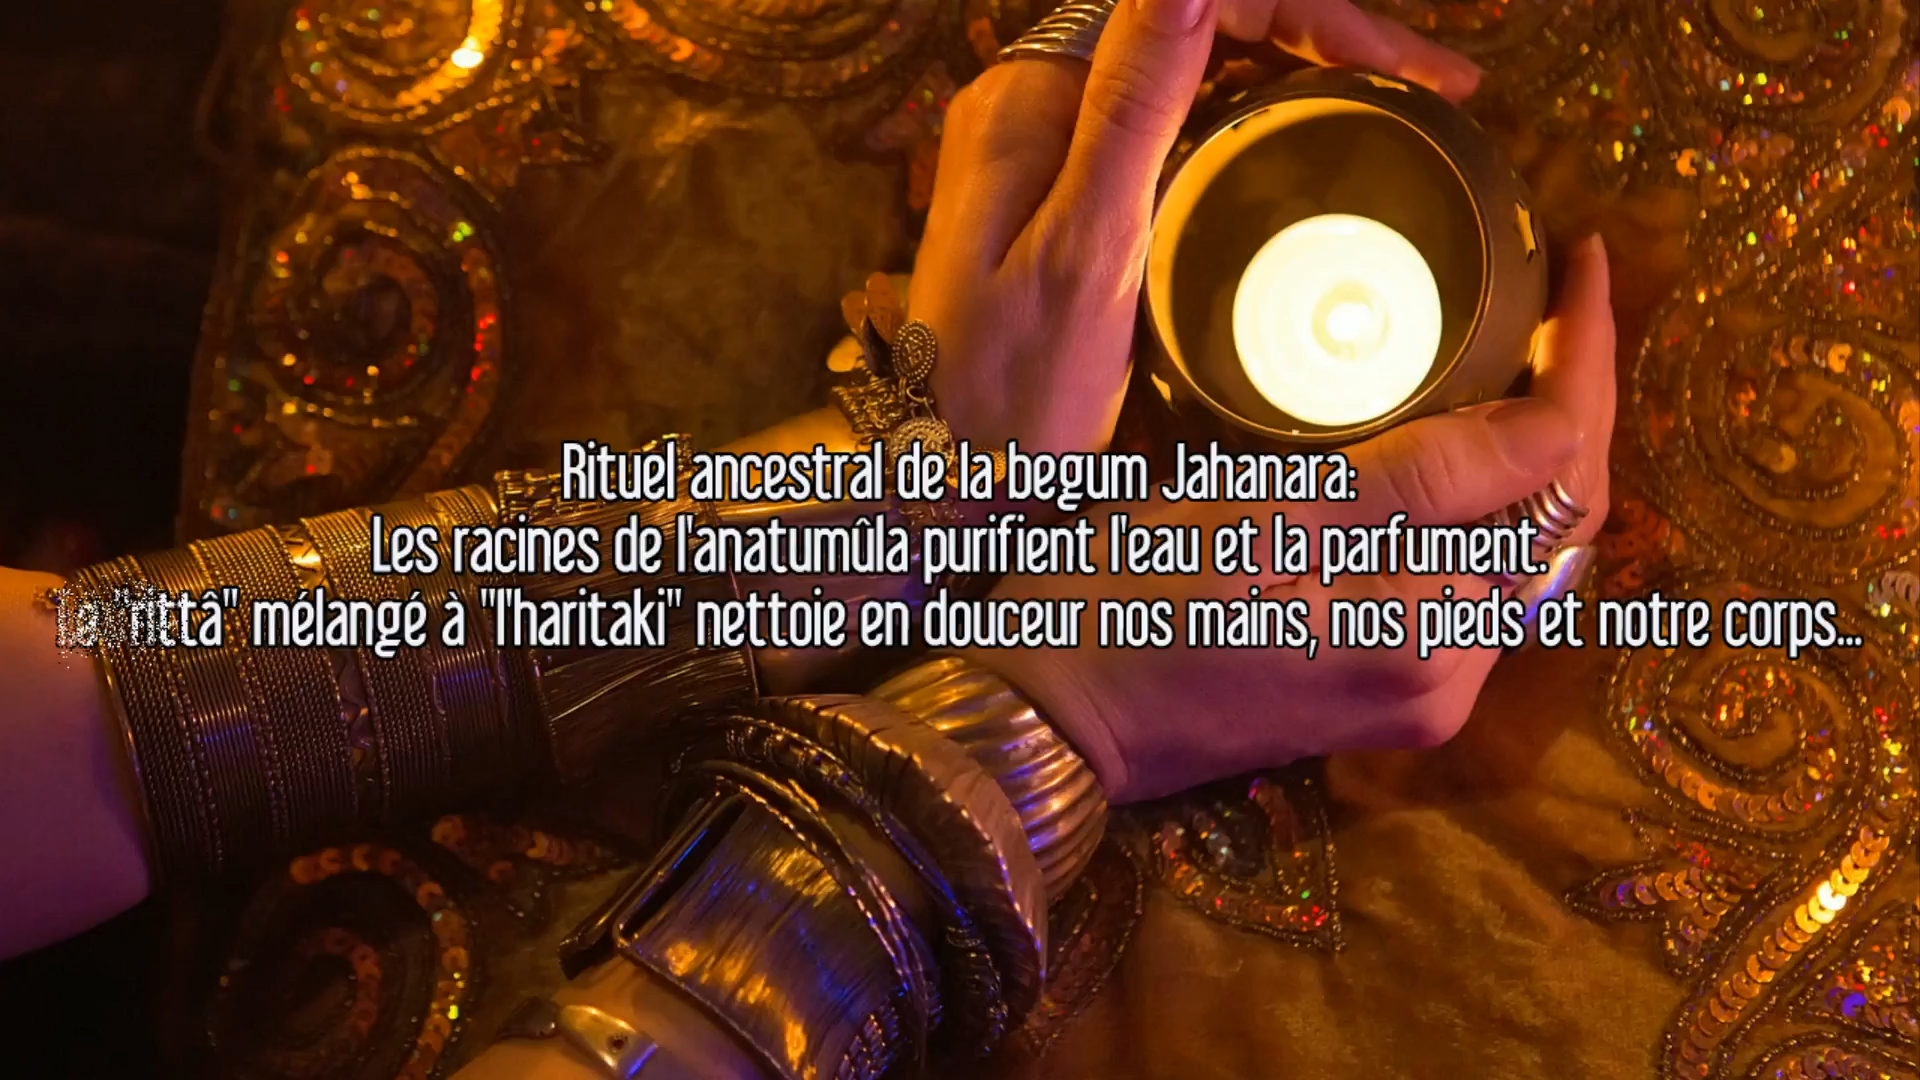 Rituel ancestral de la begum Jahanara:
Les racines de l'anatumûla purifient l'eau et la parfument.
Le "rittâ" mélangé à "l'haritaki" nettoie en douceur nos mains, nos pieds et notre corps...